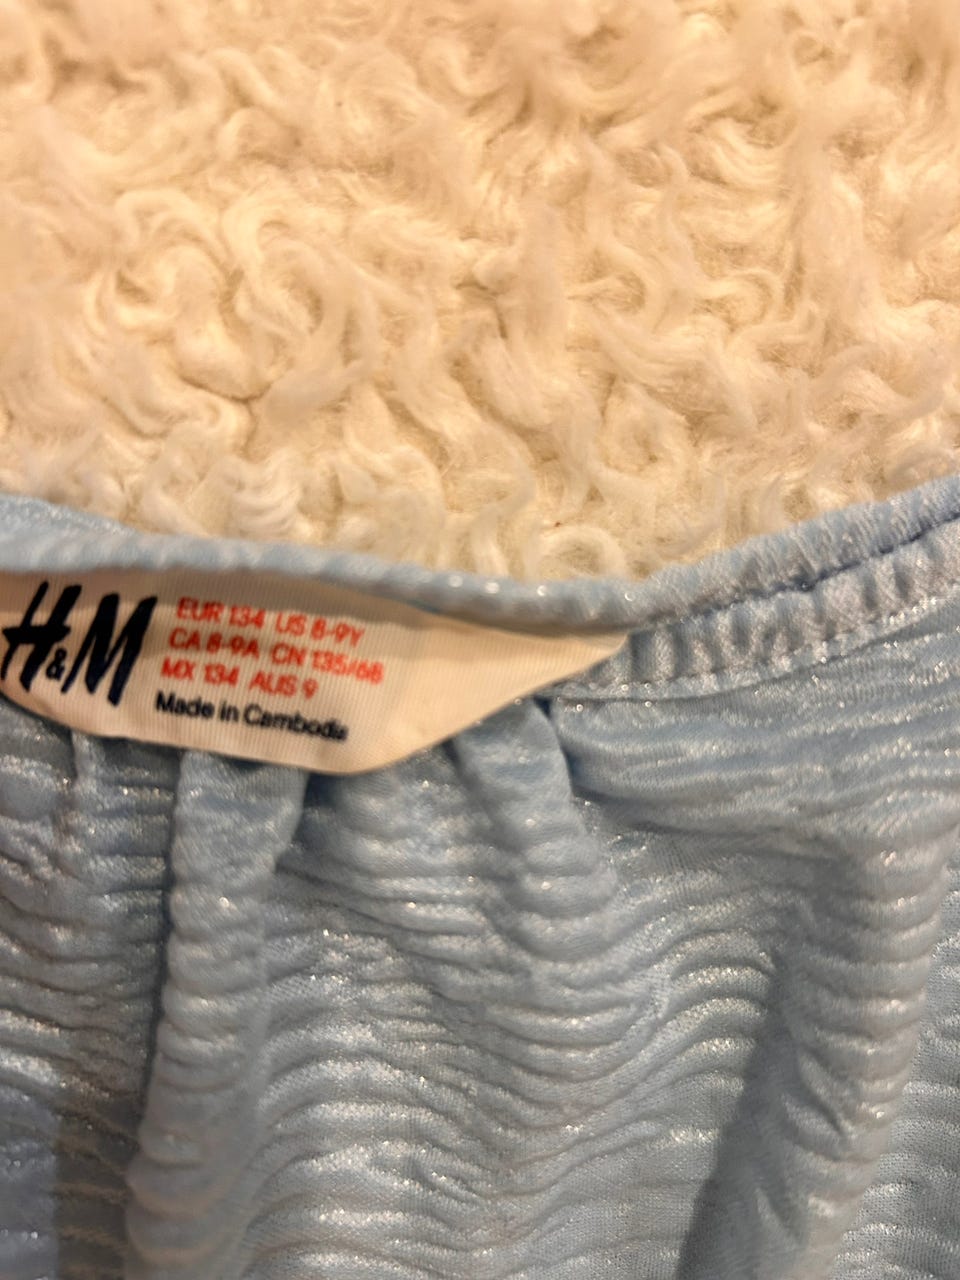 H&M
EUR 134 US 8-9Y
CA 8-9A CN 135/68
MX 134 AUS 9
Made in Cambodia